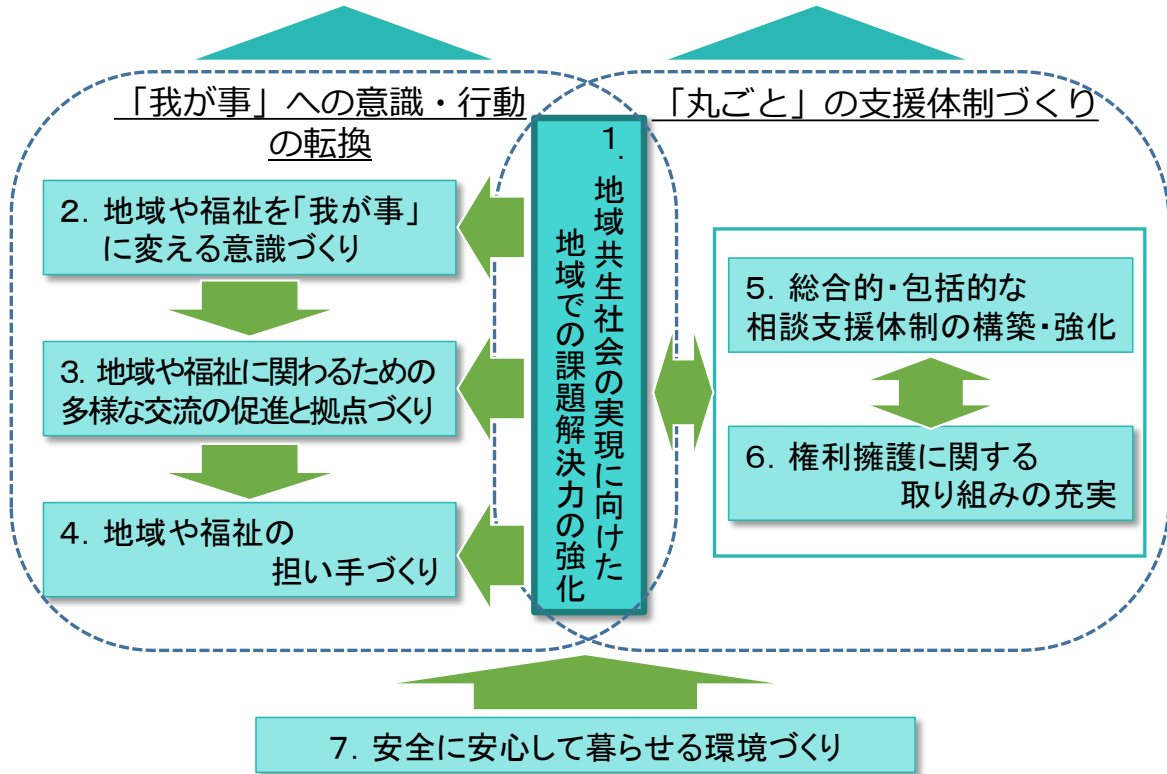 「我が事」への意識・行動
の転換
「丸ごと」の支援体制づくり
1．地域共生社会の実現に向けた
地域での課題解決力の強化
2．地域や福祉を「我が事」
に変える意識づくり
3．地域や福祉に関わるための
多様な交流の促進と拠点づくり
4．地域や福祉の
担い手づくり
5．総合的・包括的な
相談支援体制の構築・強化
6．権利擁護に関する
取り組みの充実
7．安全に安心して暮らせる環境づくり